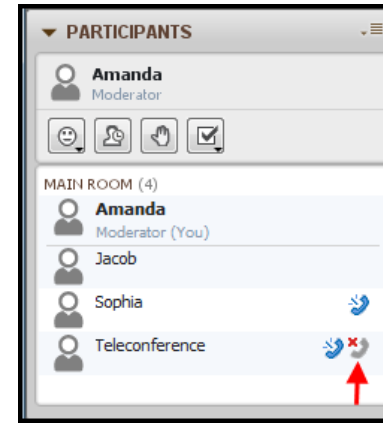 PARTICIPANTS
Amanda
Moderator
MAIN ROOM (4)
Amanda
Moderator (You)
Jacob
Sophia
Teleconference